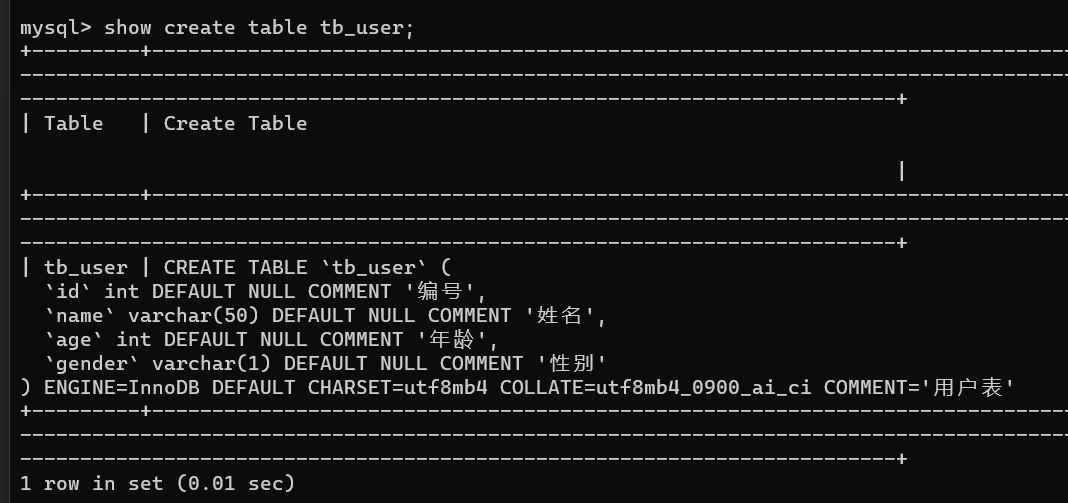 mysql> show create table tb_user;
+---------+-----------------------------------------------------------------------------
----------------------------------------------------------------------------------------
--------------------------------------------------------------------------+
| Table   | Create Table
|
+---------+-----------------------------------------------------------------------------
----------------------------------------------------------------------------------------
--------------------------------------------------------------------------+
| tb_user | CREATE TABLE `tb_user` (
  `id` int DEFAULT NULL COMMENT '编号',
  `name` varchar(50) DEFAULT NULL COMMENT '姓名',
  `age` int DEFAULT NULL COMMENT '年龄',
  `gender` varchar(1) DEFAULT NULL COMMENT '性别'
) ENGINE=InnoDB DEFAULT CHARSET=utf8mb4 COLLATE=utf8mb4_0900_ai_ci COMMENT='用户表'
+---------+-----------------------------------------------------------------------------
----------------------------------------------------------------------------------------
--------------------------------------------------------------------------+
1 row in set (0.01 sec)